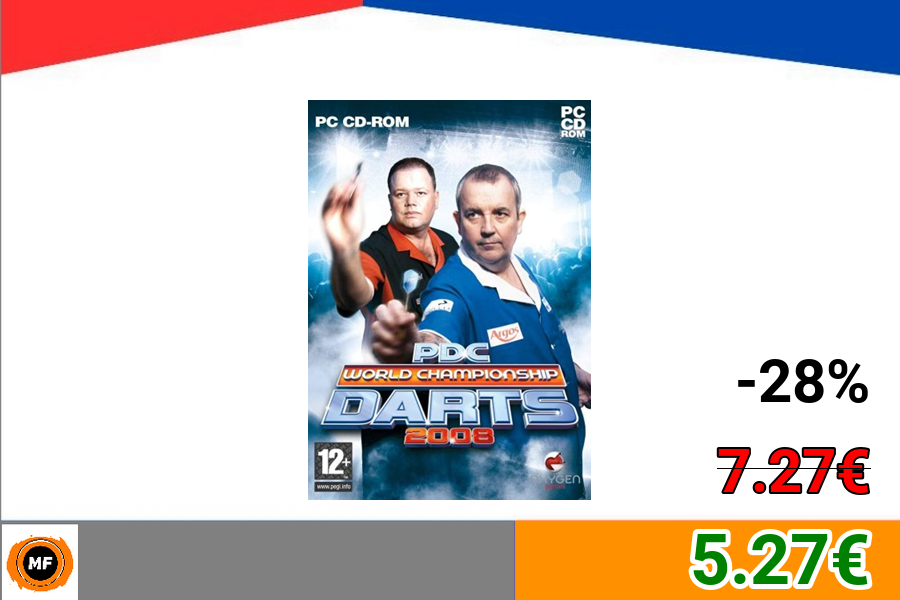 PC CD-ROM
PC
CD
ROM
Argos
PDC
WORLD CHAMPIONSHIP
DARTS
2008
12+
www.pegi.info
OXYGEN
-28%
7.27€
5.27€
MF